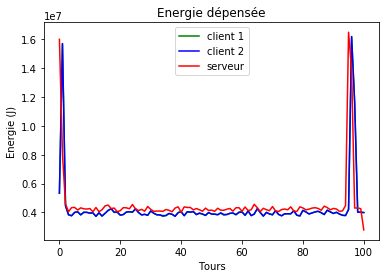 Energie dépensée
1e7
client 1
client 2
serveur
1.6
1.4
1.2
1.0
0.8
0.6
0.4
Energie (J)
0 20 40 60 80 100
Tours